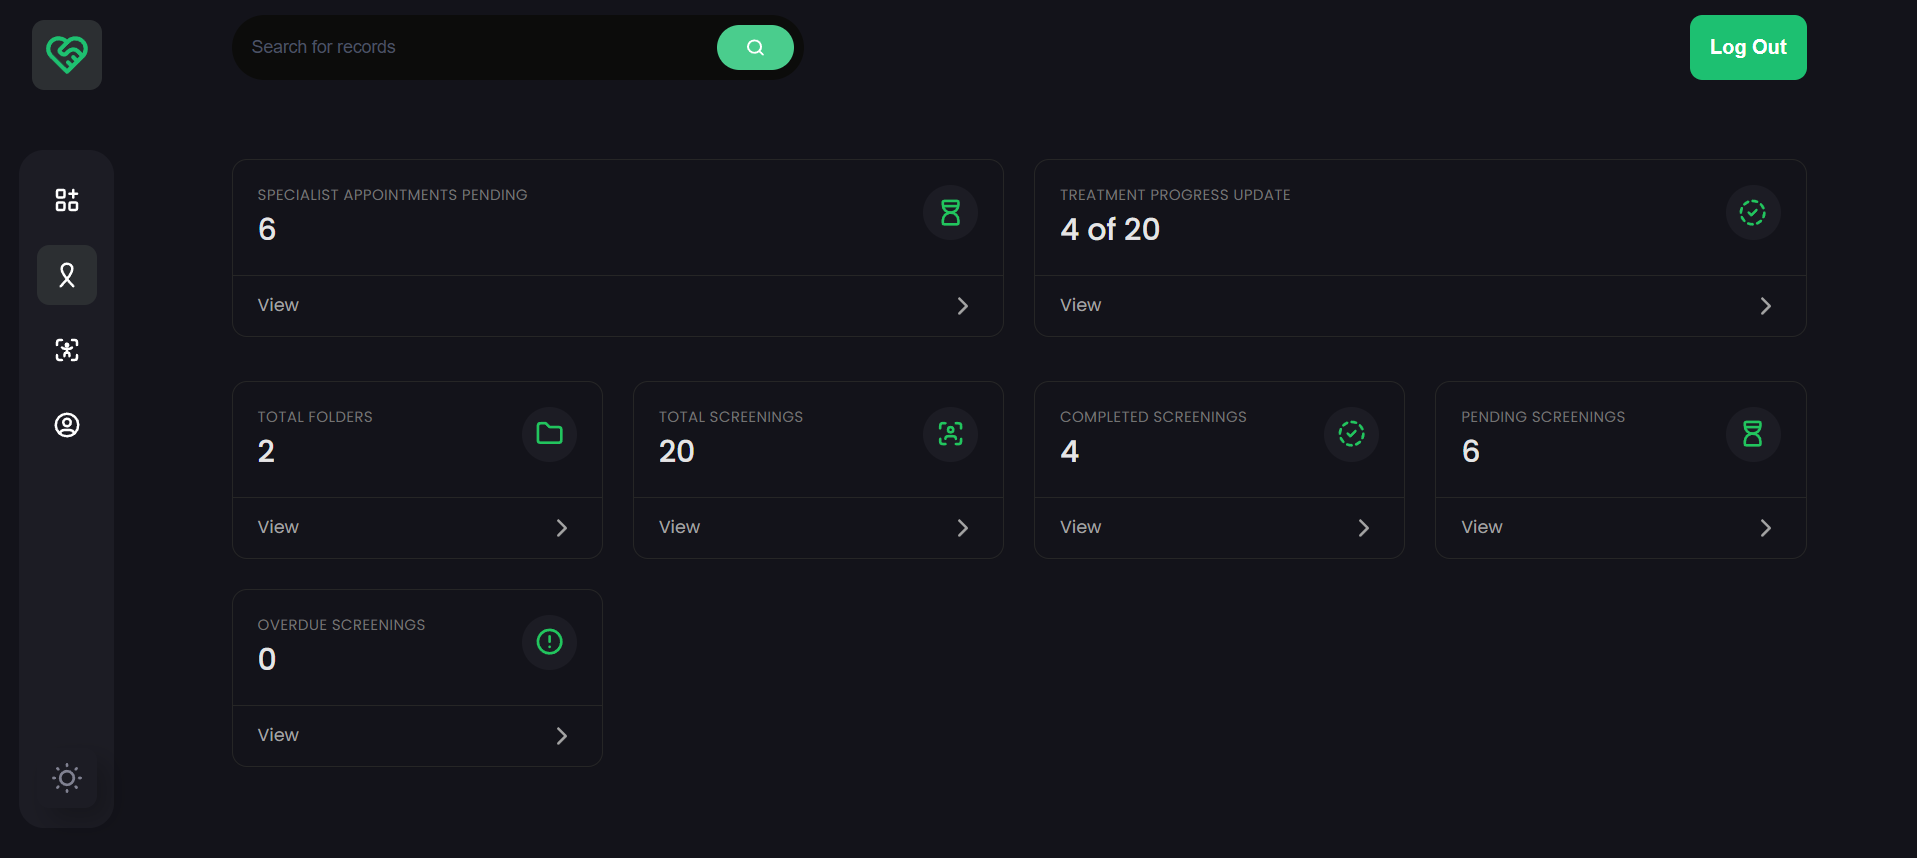 Search for records
Log Out
SPECIALIST APPOINTMENTS PENDING
6
View
TREATMENT PROGRESS UPDATE
4 of 20
View
TOTAL FOLDERS
2
View
TOTAL SCREENINGS
20
View
COMPLETED SCREENINGS
4
View
PENDING SCREENINGS
6
View
OVERDUE SCREENINGS
0
View